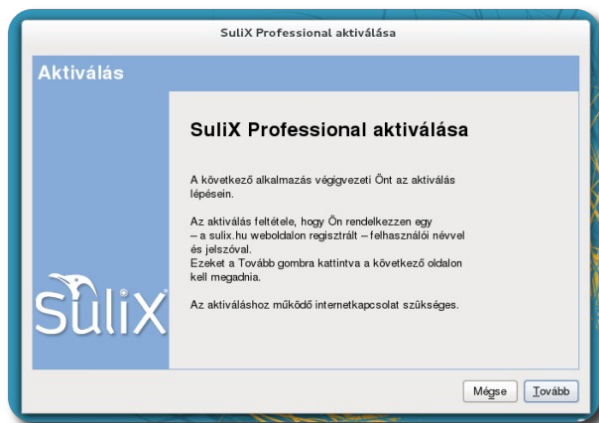 SuliX Professional aktiválása
Aktiválás
SuliX Professional aktiválása
A következő alkalmazás végigvezeti Önt az aktiválás
lépésein.
Az aktiválás feltétele, hogy Ön rendelkezzen egy
– a sulix.hu weboldalon regisztrált – felhasználói névvel
és jelszóval.
Ezeket a Tovább gombra kattintva a következő oldalon
kell megadnia.
Az aktiváláshoz működő internetkapcsolat szükséges.
SuliX
Mégse
Tovább